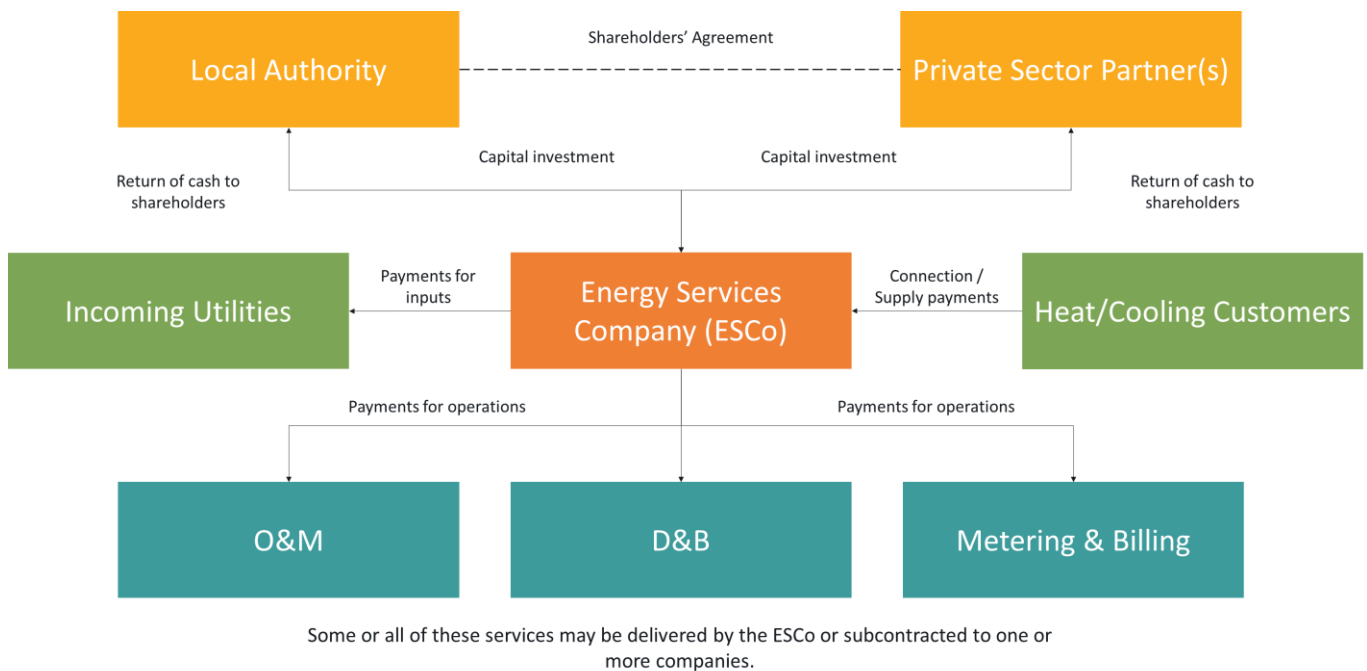 Shareholders’ Agreement
Local Authority
Private Sector Partner(s)
Capital investment
Capital investment
Return of cash to
shareholders
Return of cash to
shareholders
Incoming Utilities
Payments for
inputs
Energy Services
Company (ESCo)
Connection /
Supply payments
Heat/Cooling Customers
Payments for operations
Payments for operations
O&M
D&B
Metering & Billing
Some or all of these services may be delivered by the ESCo or subcontracted to one or
more companies.